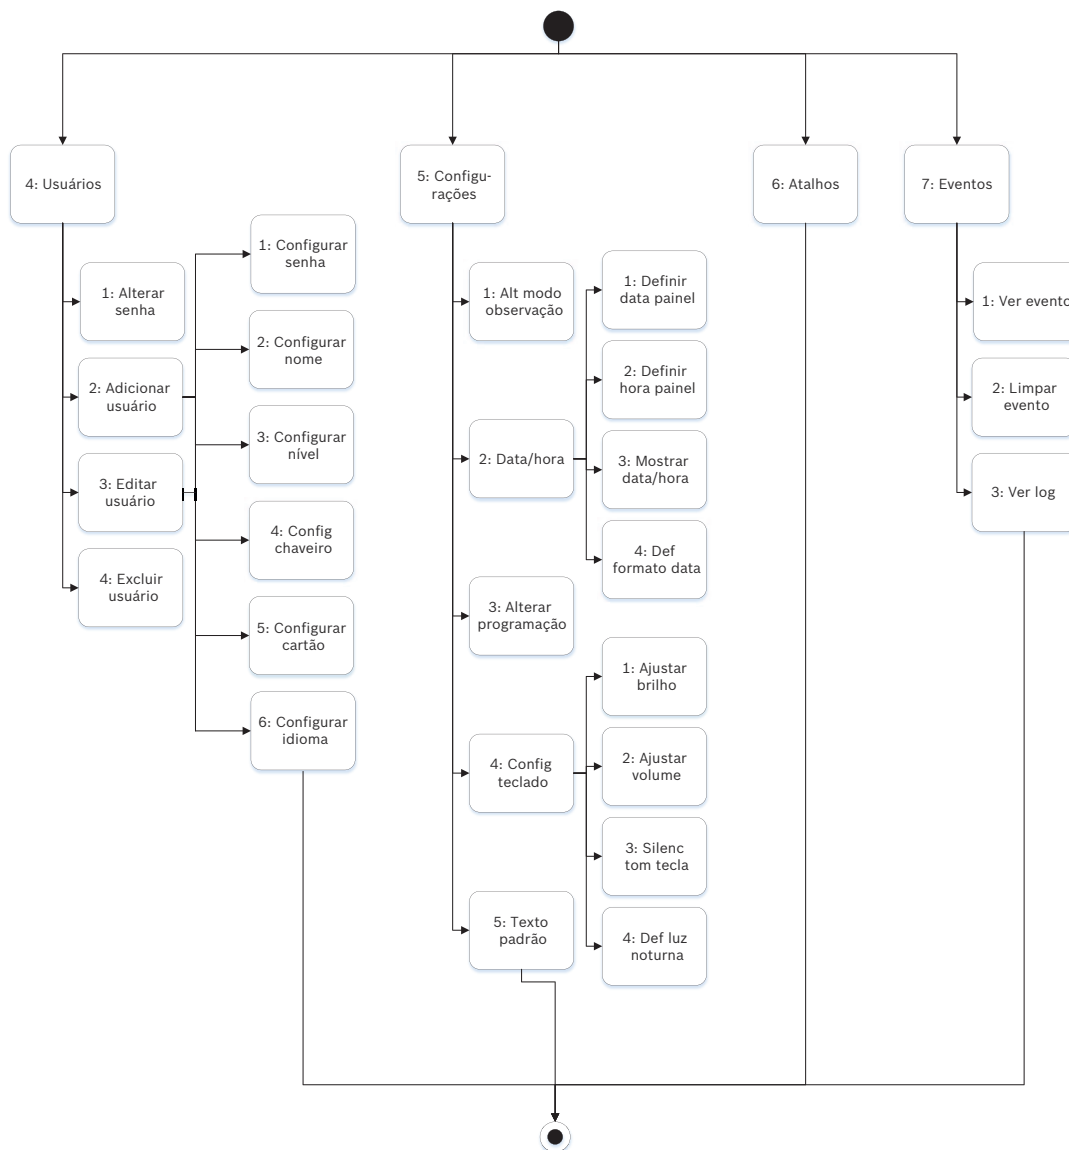 4: Usuários
5: Configu-
rações
6: Atalhos
7: Eventos
1: Alterar
senha
2: Adicionar
usuário
3: Editar
usuário
4: Excluir
usuário
1: Configurar
senha
2: Configurar
nome
3: Configurar
nível
4: Config
chaveiro
5: Configurar
cartão
6: Configurar
idioma
1: Alt modo
observação
2: Data/hora
3: Alterar
programação
4: Config
teclado
5: Texto
padrão
1: Definir
data painel
2: Definir
hora painel
3: Mostrar
data/hora
4: Def
formato data
1: Ajustar
brilho
2: Ajustar
volume
3: Silenc
tom tecla
4: Def luz
noturna
1: Ver evento
2: Limpar
evento
3: Ver log